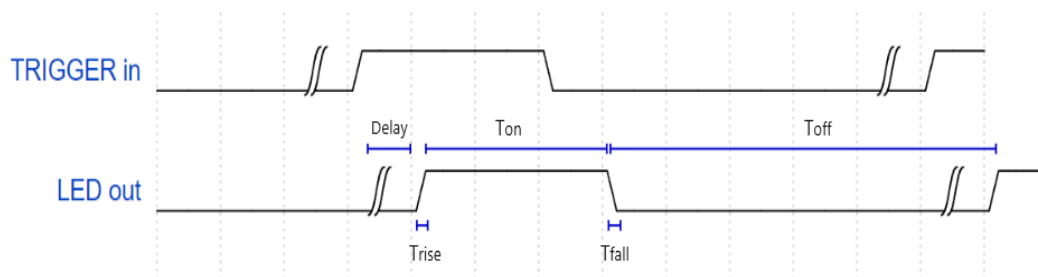 TRIGGER in
Delay
Ton
Toff
LED out
Trise
Tfall